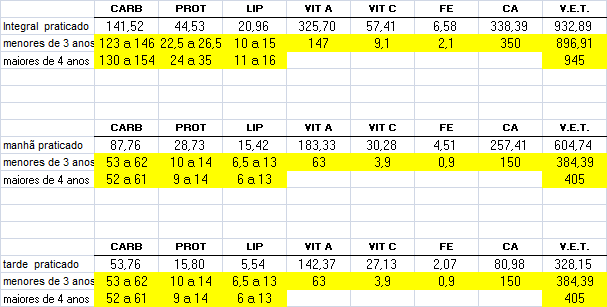 CARB PROT LIP VIT A VIT C FE CA V.E.T.
Integral praticado 141,52 44,53 20,96 325,70 57,41 6,58 338,39 932,89
menores de 3 anos 123 a 146 22,5 a 26,5 10 a 15 147 9,1 2,1 350 896,91
maiores de 4 anos 130 a 154 24 a 35 11 a 16 945
CARB PROT LIP VIT A VIT C FE CA V.E.T.
manhã praticado 87,76 28,73 15,42 183,33 30,28 4,51 257,41 604,74
menores de 3 anos 53 a 62 10 a 14 6,5 a 13 63 3,9 0,9 150 384,39
maiores de 4 anos 52 a 61 9 a 14 6 a 13 405
CARB PROT LIP VIT A VIT C FE CA V.E.T.
tarde praticado 53,76 15,80 5,54 142,37 27,13 2,07 80,98 328,15
menores de 3 anos 53 a 62 10 a 14 6,5 a 13 63 3,9 0,9 150 384,39
maiores de 4 anos 52 a 61 9 a 14 6 a 13 405